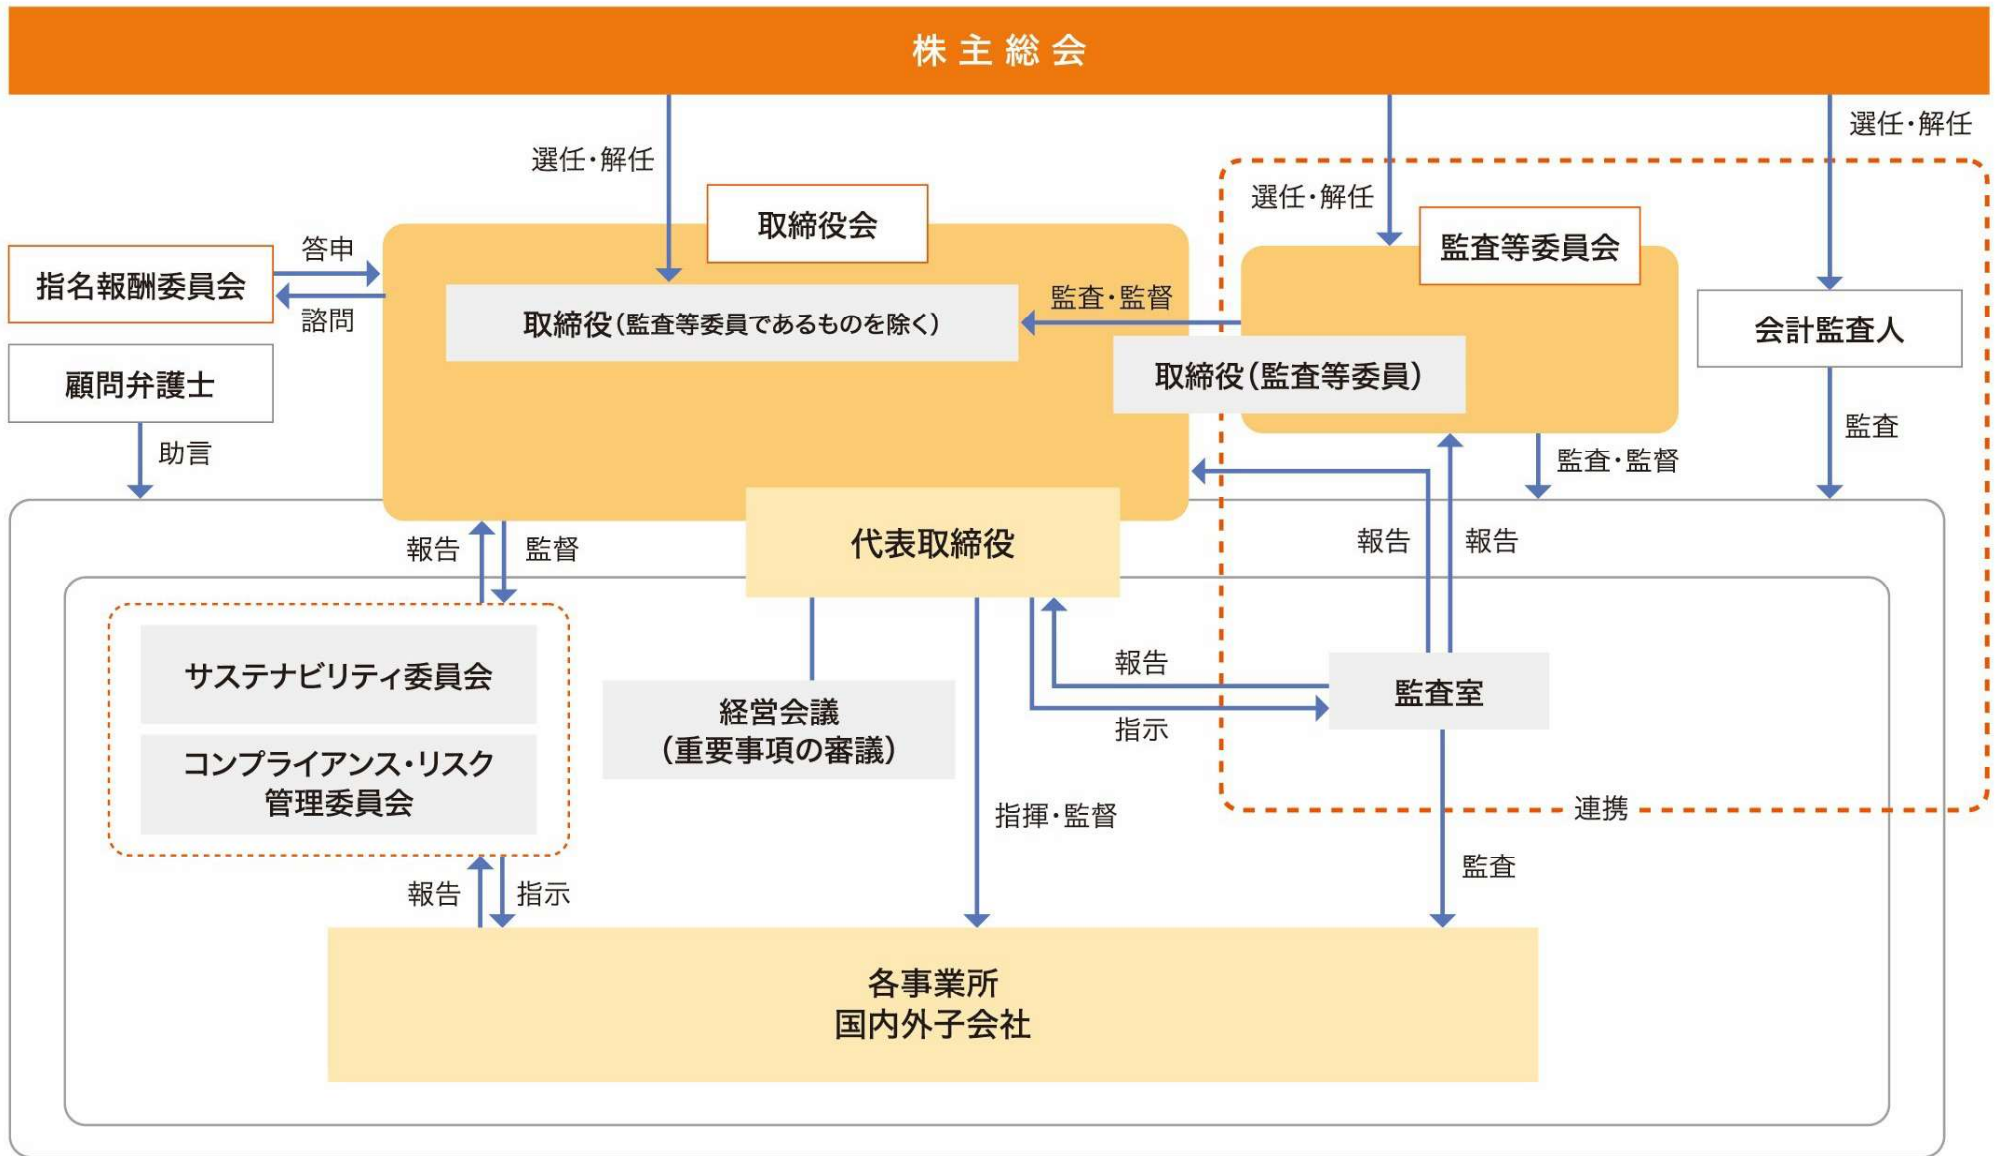 株主総会
選任・解任
選任・解任
選任・解任
取締役会
監査等委員会
指名報酬委員会
答申
諮問
取締役（監査等委員であるものを除く）
監査・監督
会計監査人
顧問弁護士
取締役（監査等委員）
助言
監査・監督
監査
代表取締役
報告
監督
報告
報告
サステナビリティ委員会
コンプライアンス・リスク
管理委員会
経営会議
（重要事項の審議）
報告
指示
監査室
連携
指揮・監督
監査
報告
指示
各事業所
国内外子会社